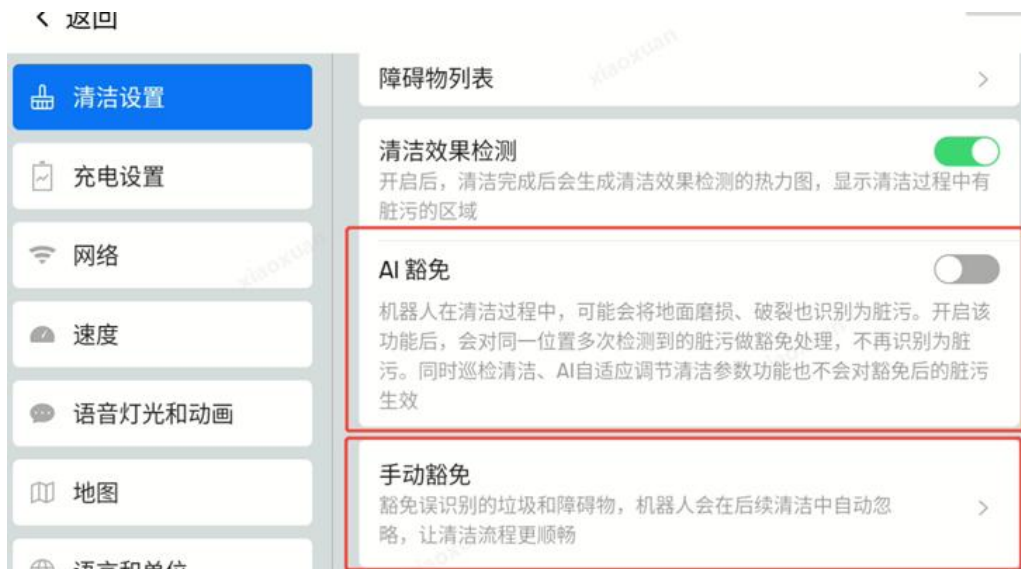 返回
清洁设置
充电设置
网络
速度
语音灯光和动画
地图
语言和单位
障碍物列表
清洁效果检测
开启后，清洁完成后会生成清洁效果检测的热力图，显示清洁过程中有
脏污的区域
AI 豁免
机器人在清洁过程中，可能会将地面磨损、破裂也识别为脏污。开启该
功能后，会对同一位置多次检测到的脏污做豁免处理，不再识别为脏
污。同时巡检清洁、AI自适应调节清洁参数功能也不会对豁免后的脏污
生效
手动豁免
豁免误识别的垃圾和障碍物，机器人会在后续清洁中自动忽
略，让清洁流程更顺畅
xiaoxuan
xiaoxuan